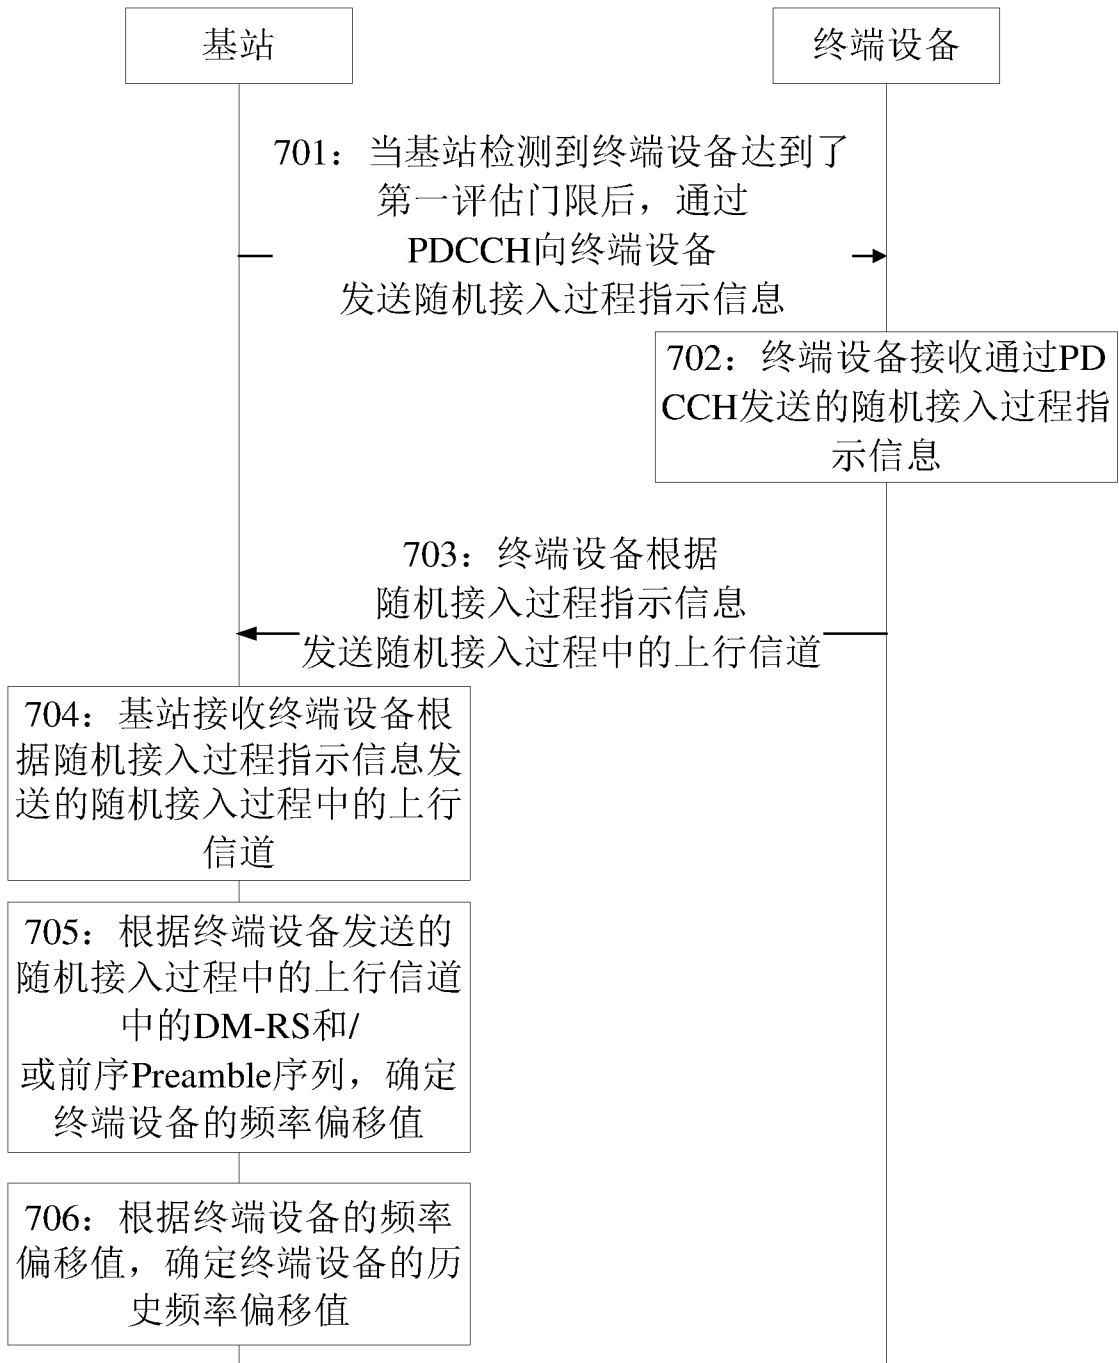 基站
终端设备
701：当基站检测到终端设备达到了
第一评估门限后，通过
PDCCH向终端设备
发送随机接入过程指示信息
702：终端设备接收通过PD
CCH发送的随机接入过程指
示信息
703：终端设备根据
随机接入过程指示信息
发送随机接入过程中的上行信道
704：基站接收终端设备根
据随机接入过程指示信息发
送的随机接入过程中的上行
信道
705：根据终端设备发送的
随机接入过程中的上行信道
中的DM-RS和/
或前序Preamble序列，确定
终端设备的频率偏移值
706：根据终端设备的频率
偏移值，确定终端设备的历
史频率偏移值